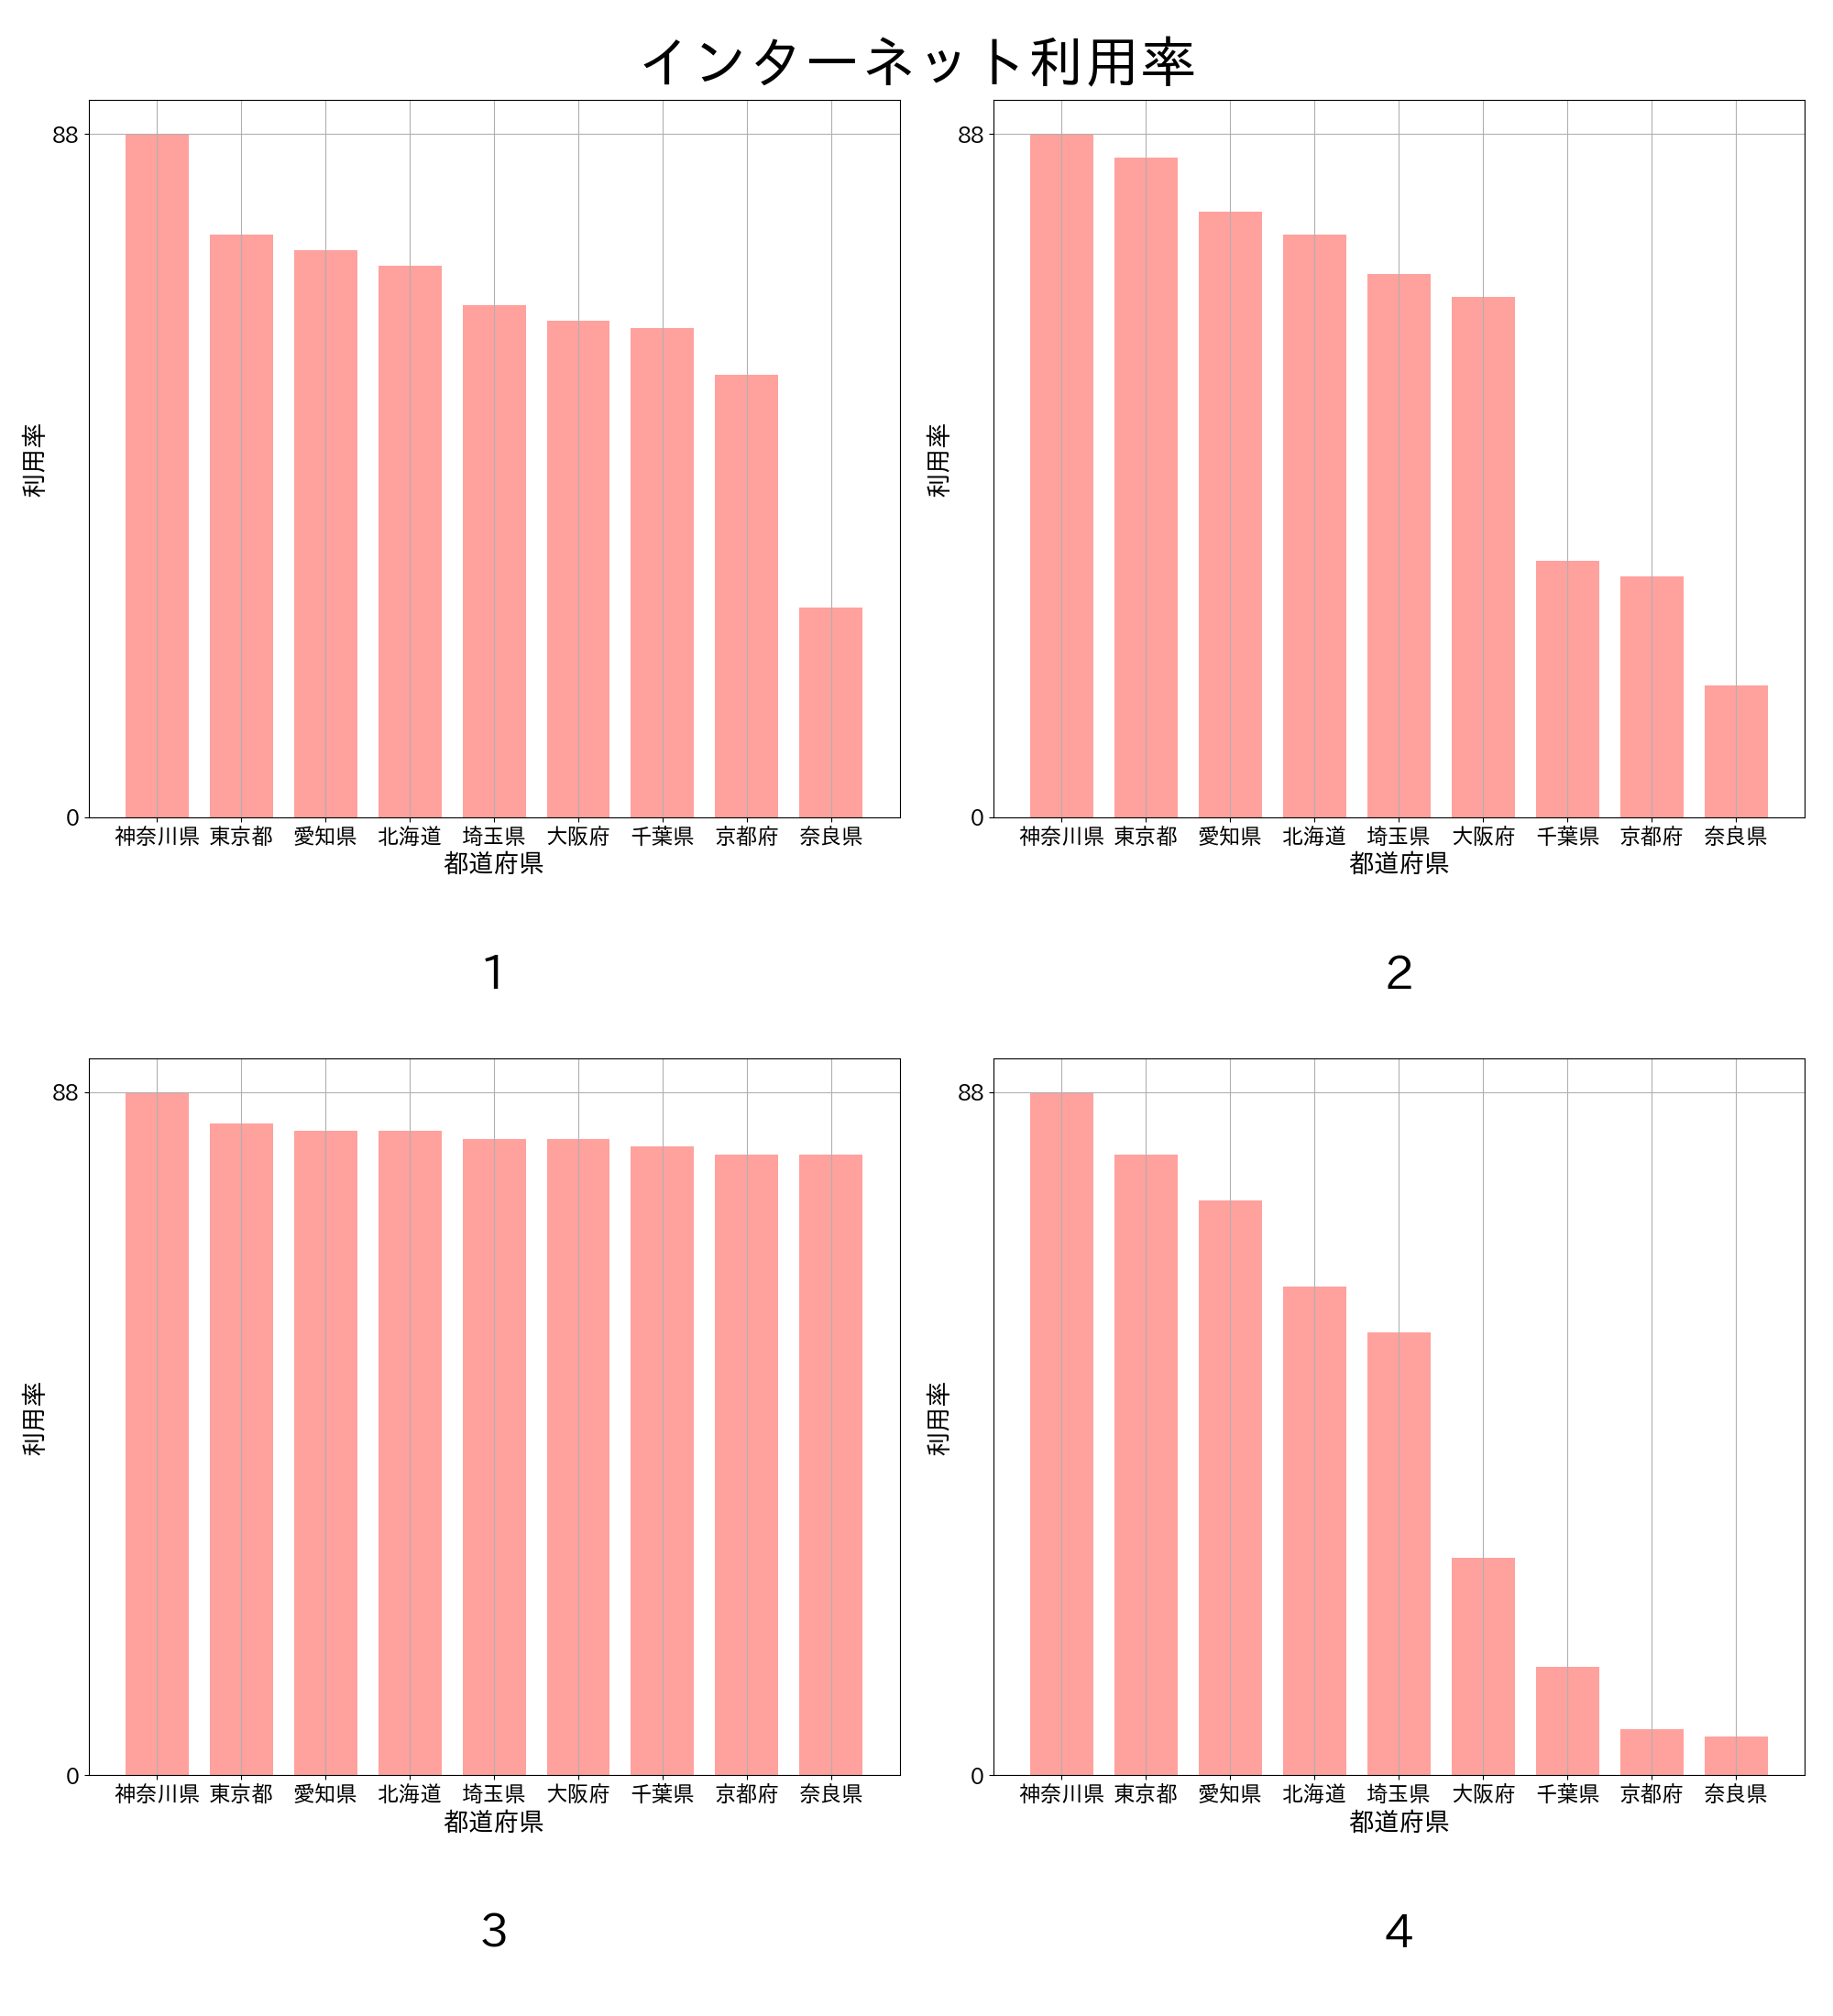 インターネット利用率
88
0
利用率
神奈川県 東京都 愛知県 北海道 埼玉県 大阪府 千葉県 京都府 奈良県
都道府県
1
88
0
利用率
神奈川県 東京都 愛知県 北海道 埼玉県 大阪府 千葉県 京都府 奈良県
都道府県
2
88
0
利用率
神奈川県 東京都 愛知県 北海道 埼玉県 大阪府 千葉県 京都府 奈良県
都道府県
3
88
0
利用率
神奈川県 東京都 愛知県 北海道 埼玉県 大阪府 千葉県 京都府 奈良県
都道府県
4